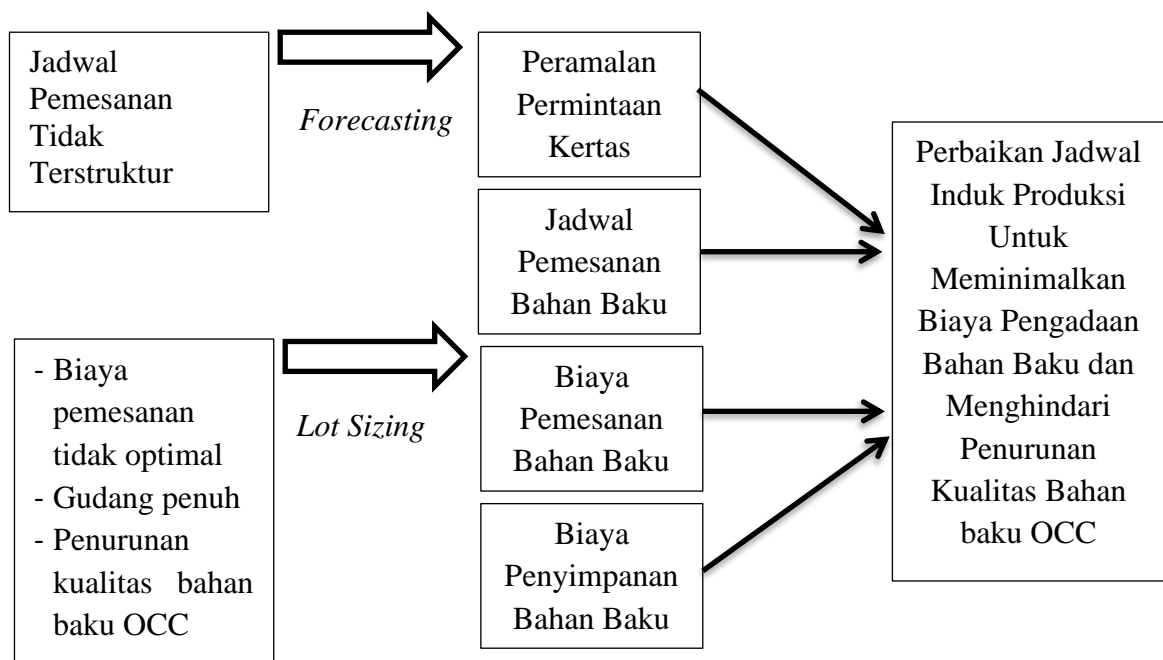 Jadwal
Pemesanan
Tidak
Terstruktur
Forecasting
Peramalan
Permintaan
Kertas
Jadwal
Pemesanan
Bahan Baku
- Biaya
pemesanan
tidak optimal
- Gudang penuh
- Penurunan
kualitas bahan
baku OCC
Lot Sizing
Biaya
Pemesanan
Bahan Baku
Biaya
Penyimpanan
Bahan Baku
Perbaikan Jadwal
Induk Produksi
Untuk
Meminimalkan
Biaya Pengadaan
Bahan Baku dan
Menghindari
Penurunan
Kualitas Bahan
baku OCC